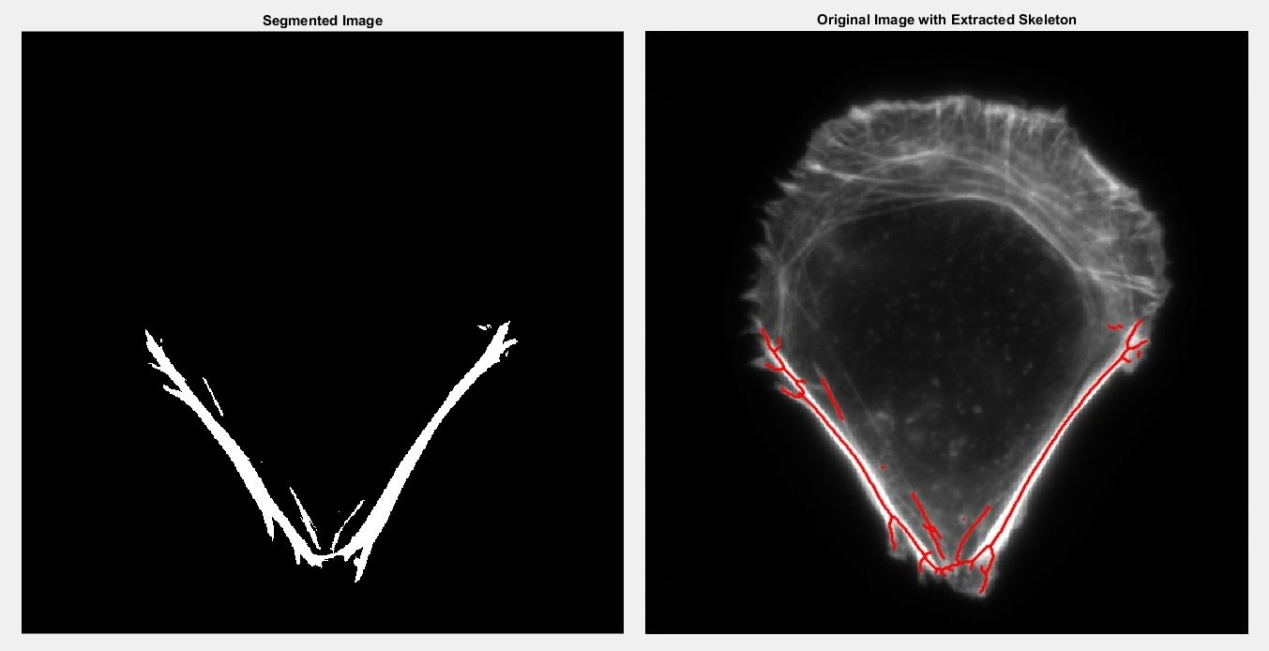 Segmented Image
Original Image with Extracted Skeleton